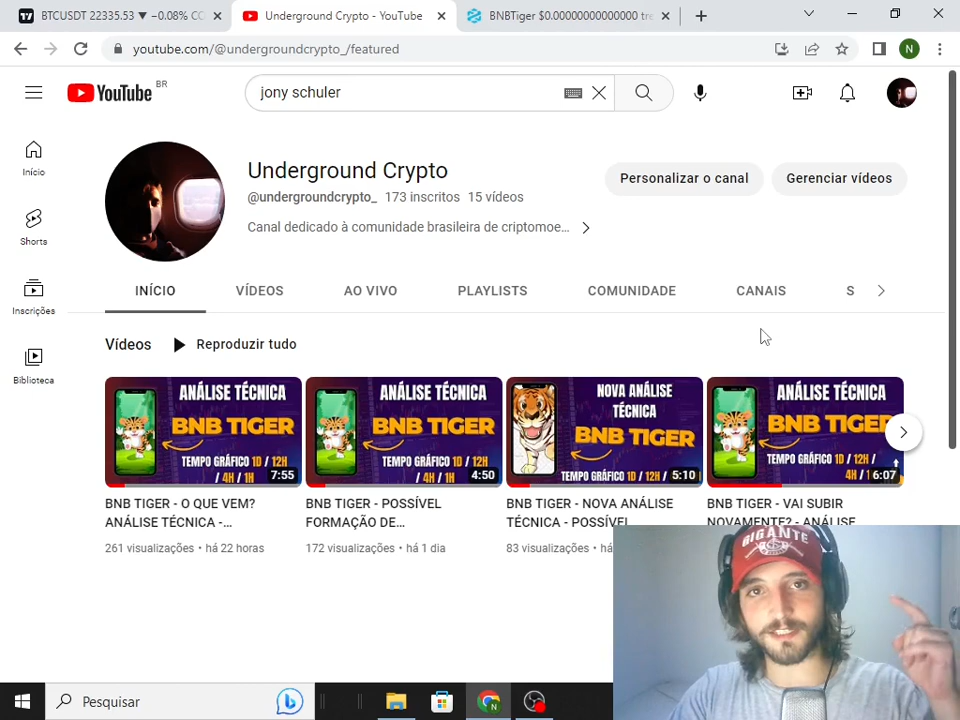 BTCUSDT 22335.53 ▼ −0.08% CO
Underground Crypto - YouTube
BNBTiger $0.00000000000000 tre
youtube.com/@undergroundcrypto_/featured
N
YouTube BR
jony schuler
Início
Shorts
Inscrições
Biblioteca
Underground Crypto
@undergroundcrypto_ 173 inscritos 15 vídeos
Canal dedicado à comunidade brasileira de criptomoe...
Personalizar o canal
Gerenciar vídeos
INÍCIO VÍDEOS AO VIVO PLAYLISTS COMUNIDADE CANAIS S
Vídeos Reproduzir tudo
ANÁLISE TÉCNICA
BNB TIGER
TEMPO GRÁFICO 1D / 12H
/ 4H / 1H
7:55
BNB TIGER - O QUE VEM?
ANÁLISE TÉCNICA -...
261 visualizações • há 22 horas
ANÁLISE TÉCNICA
BNB TIGER
TEMPO GRÁFICO 1D / 12H
/ 4H / 1H
4:50
BNB TIGER - POSSÍVEL
FORMAÇÃO DE...
172 visualizações • há 1 dia
NOVA ANÁLISE
TÉCNICA
BNB TIGER
TEMPO GRÁFICO 1D / 12H
5:10
BNB TIGER - NOVA ANÁLISE
TÉCNICA - POSSÍVEL
83 visualizações • há
ANÁLISE TÉCNICA
BNB TIGER
TEMPO GRÁFICO 1D / 12H
4H / 1
6:07
BNB TIGER - VAI SUBIR
NOVAMENTE? - ANÁLISE
GIGANTE
Pesquisar